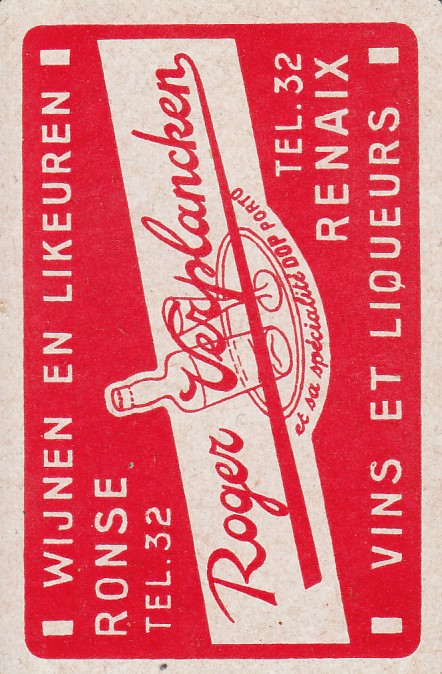 WIJNEN EN LIKEUREN
RONSE
TEL.32
Roger Verplancken
et sa spécialité DOP PORTO
TEL.32
RENAIX
VINS ET LIQUEURS